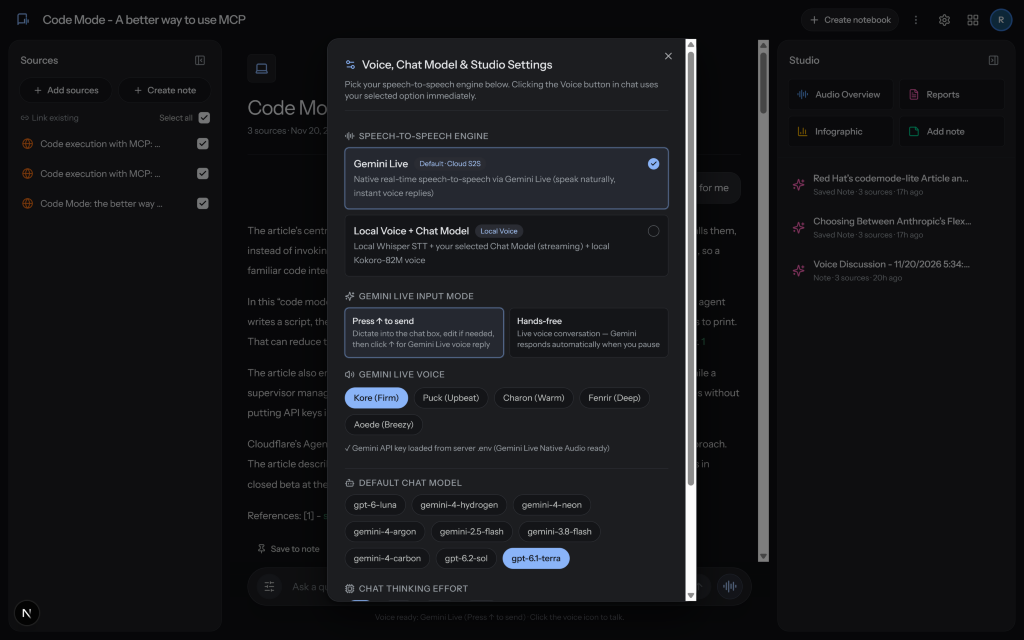 Code Mode - A better way to use MCP
Create notebook
R
Sources
Add sources
Create note
Link existing
Select all
Code execution with MCP: ...
Code execution with MCP: ...
Code Mode: the better way ...
Code Mo
3 sources · Nov 20, 2
for me
The article's cent
lls them,
instead of invokin
so a
familiar code inte
In this "code mod
agent
writes a script, the
s to print.
That can reduce t
1
The article also e
ile a
supervisor manag
s without
putting API keys i
Cloudflare's Agen
roach.
The article descri
s in
closed beta at the
References: [1] -
Save to note
Ask a qu
Voice ready: Gemini Live (Press ↑ to send) · Click the voice icon to talk.
N
Voice, Chat Model & Studio Settings
Pick your speech-to-speech engine below. Clicking the Voice button in chat uses
your selected option immediately.
SPEECH-TO-SPEECH ENGINE
Gemini Live Default · Cloud S2S
Native real-time speech-to-speech via Gemini Live (speak naturally,
instant voice replies)
Local Voice + Chat Model Local Voice
Local Whisper STT + your selected Chat Model (streaming) + local
Kokoro-82M voice
GEMINI LIVE INPUT MODE
Press ↑ to send
Dictate into the chat box, edit if needed,
then click ↑ for Gemini Live voice reply
Hands-free
Live voice conversation — Gemini
responds automatically when you pause
GEMINI LIVE VOICE
Kore (Firm)
Puck (Upbeat)
Charon (Warm)
Fenrir (Deep)
Aoede (Breezy)
✓ Gemini API key loaded from server .env (Gemini Live Native Audio ready)
DEFAULT CHAT MODEL
gpt-6-luna
gemini-4-hydrogen
gemini-4-neon
gemini-4-argon
gemini-2.5-flash
gemini-3.8-flash
gemini-4-carbon
gpt-6.2-sol
gpt-6.1-terra
CHAT THINKING EFFORT
Studio
Audio Overview
Reports
Infographic
Add note
Red Hat's codemode-lite Article an...
Saved Note · 3 sources · 17h ago
Choosing Between Anthropic's Flex...
Saved Note · 3 sources · 17h ago
Voice Discussion - 11/20/2026 5:34:...
Note · 3 sources · 20h ago